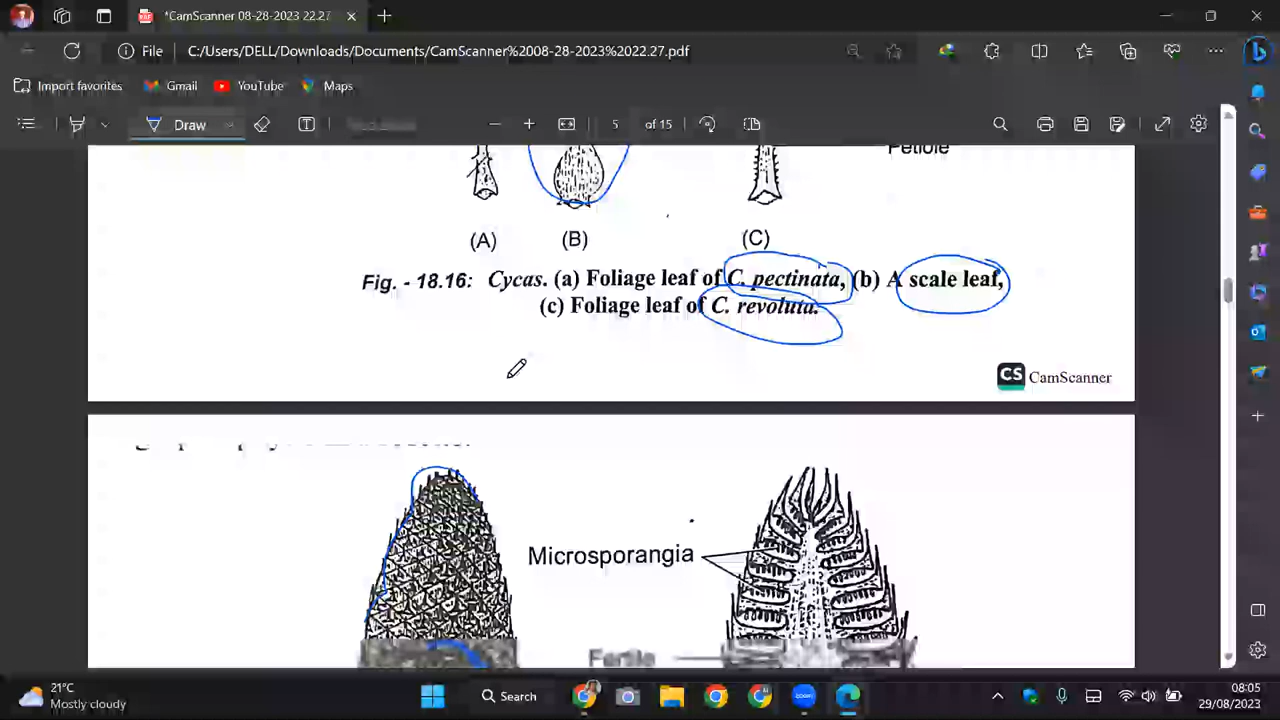 *CamScanner 08-28-2023 22.27
File C:/Users/DELL/Downloads/Documents/CamScanner%2008-28-2023%2022.27.pdf
Import favorites Gmail YouTube Maps
Draw 5 of 15
Petiole
(A) (B) (C)
Fig. - 18.16: Cycas. (a) Foliage leaf of C. pectinata, (b) A scale leaf,
(c) Foliage leaf of C. revoluta.
CS CamScanner
Microsporangia
Fertile
21°C
Mostly cloudy
Search
08:05
29/08/2023